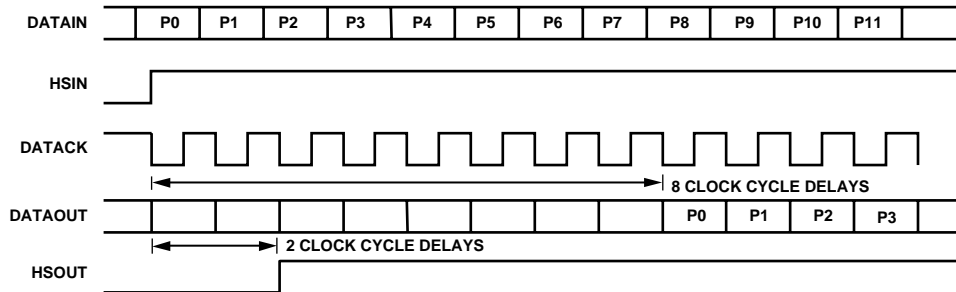 DATAIN P0 P1 P2 P3 P4 P5 P6 P7 P8 P9 P10 P11
HSIN
DATACK
8 CLOCK CYCLE DELAYS
DATAOUT P0 P1 P2 P3
2 CLOCK CYCLE DELAYS
HSOUT